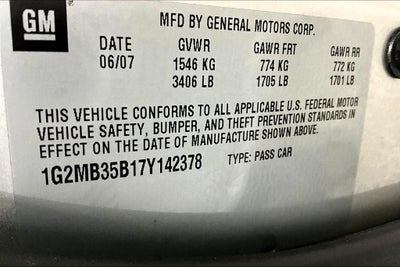 GM MFD BY GENERAL MOTORS CORP.
DATE GVWR GAWR FRT GAWR RR
06/07 1546 KG 774 KG 772 KG
3406 LB 1705 LB 1701 LB
THIS VEHICLE CONFORMS TO ALL APPLICABLE U.S. FEDERAL MOTOR
VEHICLE SAFETY, BUMPER, AND THEFT PREVENTION STANDARDS IN
EFFECT ON THE DATE OF MANUFACTURE SHOWN ABOVE.
1G2MB35B17Y142378 TYPE: PASS CAR